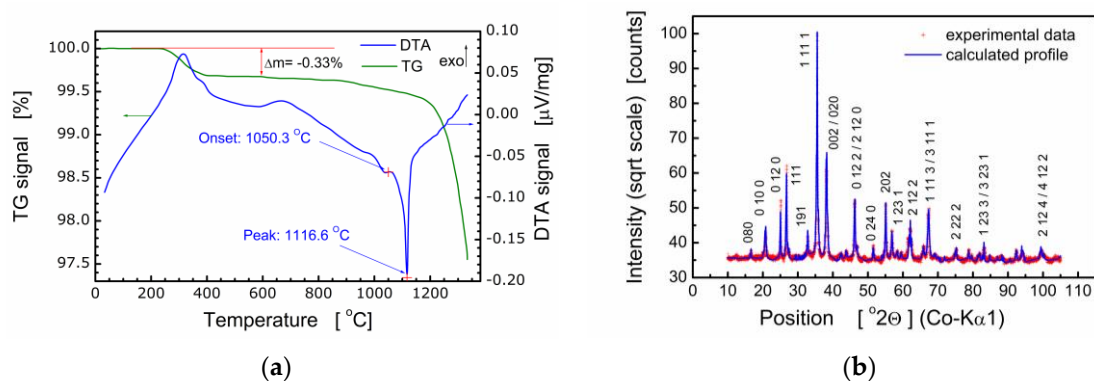 100.0
99.5
99.0
98.5
98.0
97.5
TG signal [%]
0
200
400
600
800
1000
1200
Temperature [ °C]
0.10
0.05
0.00
-0.05
-0.10
-0.15
-0.20
DTA signal [μV/mg]
DTA
TG
exo
Δm= -0.33%
Onset: 1050.3 °C
Peak: 1116.6 °C
(a)
100
90
80
70
60
50
40
30
Intensity (sqrt scale) [counts]
0
10
20
30
40
50
60
70
80
90
100
110
Position [ °2Θ] (Co-Kα1)
experimental data
calculated profile
080
0 10 0
0 12 0
111
191
1 11 1
002 / 020
0 12 2 / 2 12 0
0 24 0
202
1 23 1
2 12 2
1 11 3 / 3 11 1
2 22 2
1 23 3 / 3 23 1
2 12 4 / 4 12 2
(b)